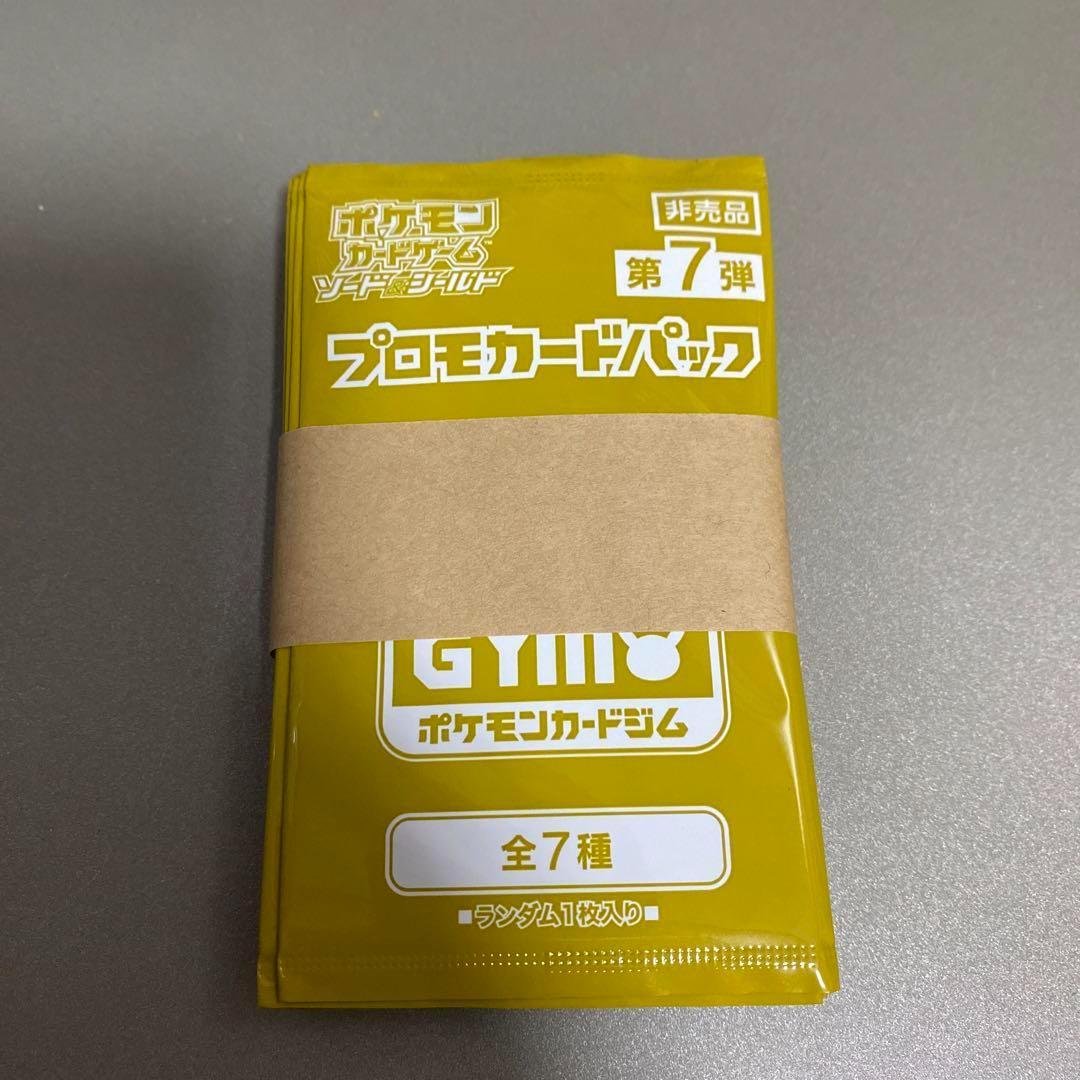 ポケモン
カードゲーム™
ソード&シールド
非売品
第7弾
プロモカードパック
GYM
ポケモンカードジム
全7種
■ランダム1枚入り■